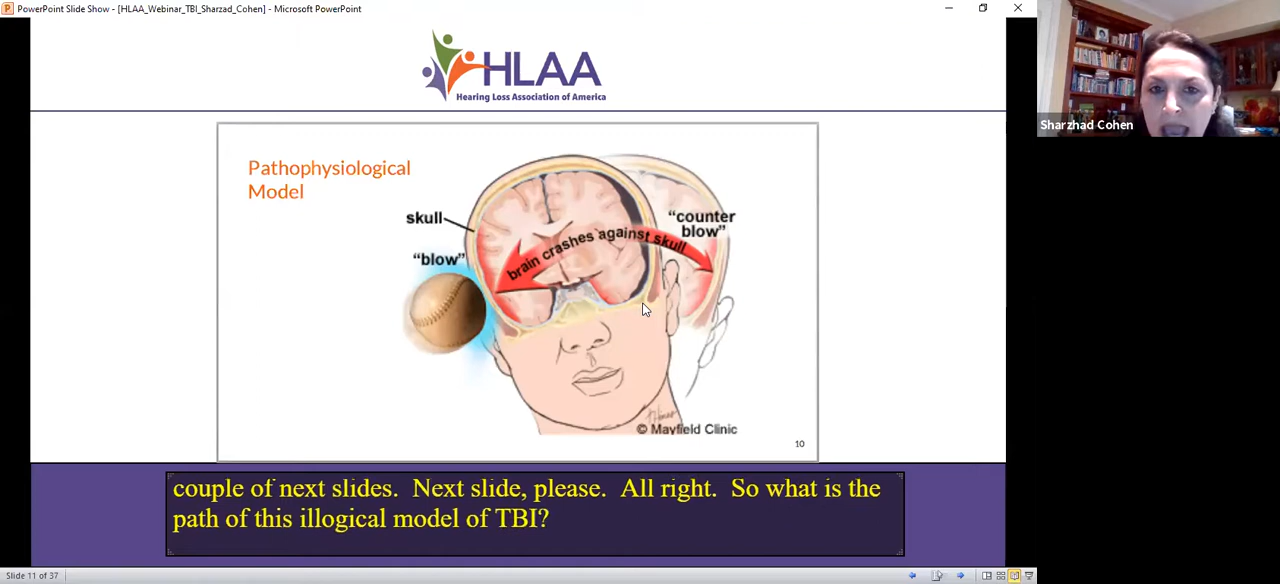 PowerPoint Slide Show - [HLAA_Webinar_TBI_Sharzad_Cohen] - Microsoft PowerPoint
HLAA
Hearing Loss Association of America
Sharzhad Cohen
Pathophysiological
Model
skull
"counter
blow"
brain crashes against skull
"blow"
© Mayfield Clinic
10
couple of next slides. Next slide, please. All right. So what is the
path of this illogical model of TBI?
Slide 11 of 37